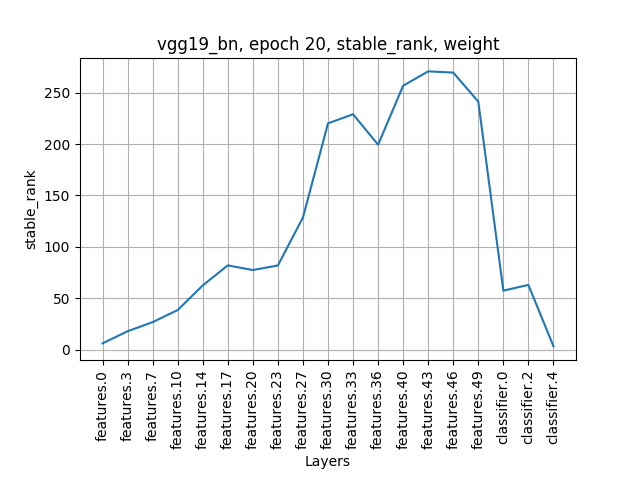 vgg19_bn, epoch 20, stable_rank, weight
stable_rank
250
200
150
100
50
0
features.0
features.3
features.7
features.10
features.14
features.17
features.20
features.23
features.27
features.30
features.33
features.36
features.40
features.43
features.46
features.49
classifier.0
classifier.2
classifier.4
Layers